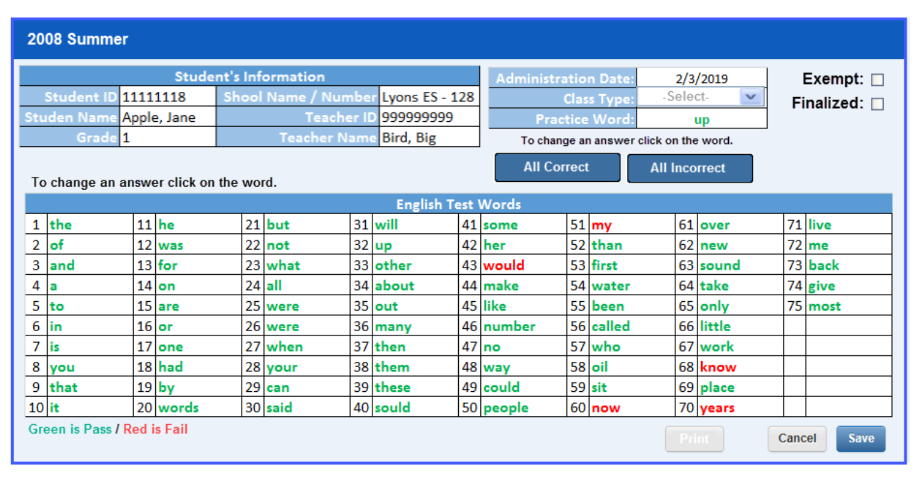 2008 Summer
Student's Information
Student ID 11111118 Shool Name / Number Lyons ES - 128
Studen Name Apple, Jane Teacher ID 999999999
Grade 1 Teacher Name Bird, Big
Administration Date: 2/3/2019
Class Type: -Select-
Practice Word: up
Exempt:
Finalized:
To change an answer click on the word.
All Correct All Incorrect
To change an answer click on the word.
English Test Words
1 the 11 he 21 but 31 will 41 some 51 my 61 over 71 live
2 of 12 was 22 not 32 up 42 her 52 than 62 new 72 me
3 and 13 for 23 what 33 other 43 would 53 first 63 sound 73 back
4 a 14 on 24 all 34 about 44 make 54 water 64 take 74 give
5 to 15 are 25 were 35 out 45 like 55 been 65 only 75 most
6 in 16 or 26 were 36 many 46 number 56 called 66 little
7 is 17 one 27 when 37 then 47 no 57 who 67 work
8 you 18 had 28 your 38 them 48 way 58 oil 68 know
9 that 19 by 29 can 39 these 49 could 59 sit 69 place
10 it 20 words 30 said 40 sould 50 people 60 now 70 years
Green is Pass / Red is Fail
Print Cancel Save